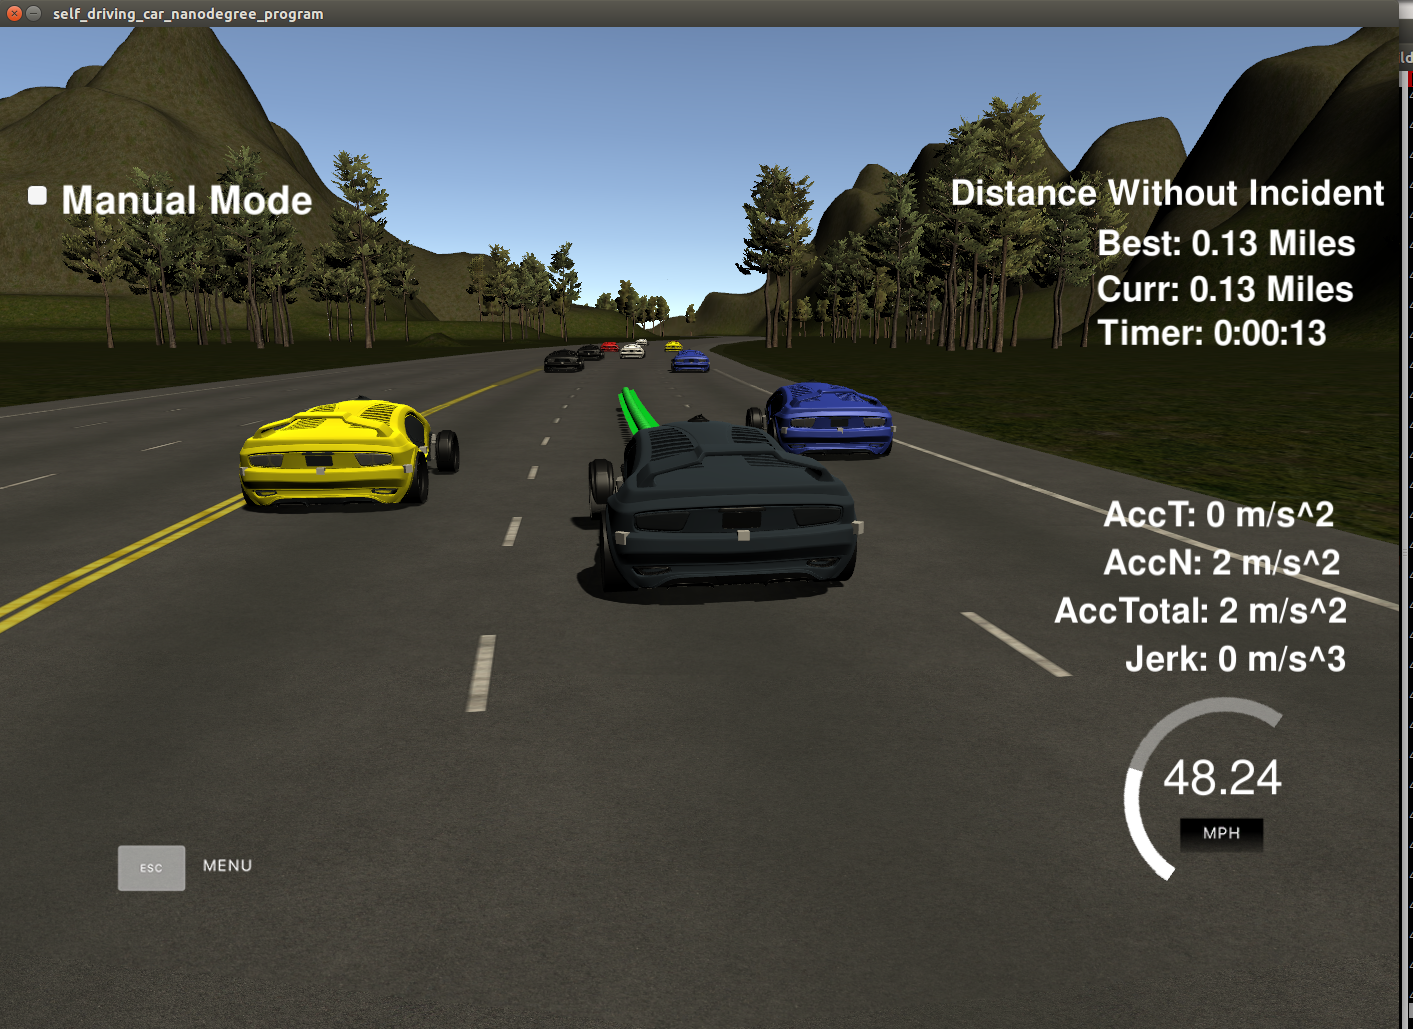 self_driving_car_nanodegree_program
ld
Manual Mode
Distance Without Incident
Best: 0.13 Miles
Curr: 0.13 Miles
Timer: 0:00:13
AccT: 0 m/s^2
AccN: 2 m/s^2
AccTotal: 2 m/s^2
Jerk: 0 m/s^3
48.24
MPH
ESC
MENU